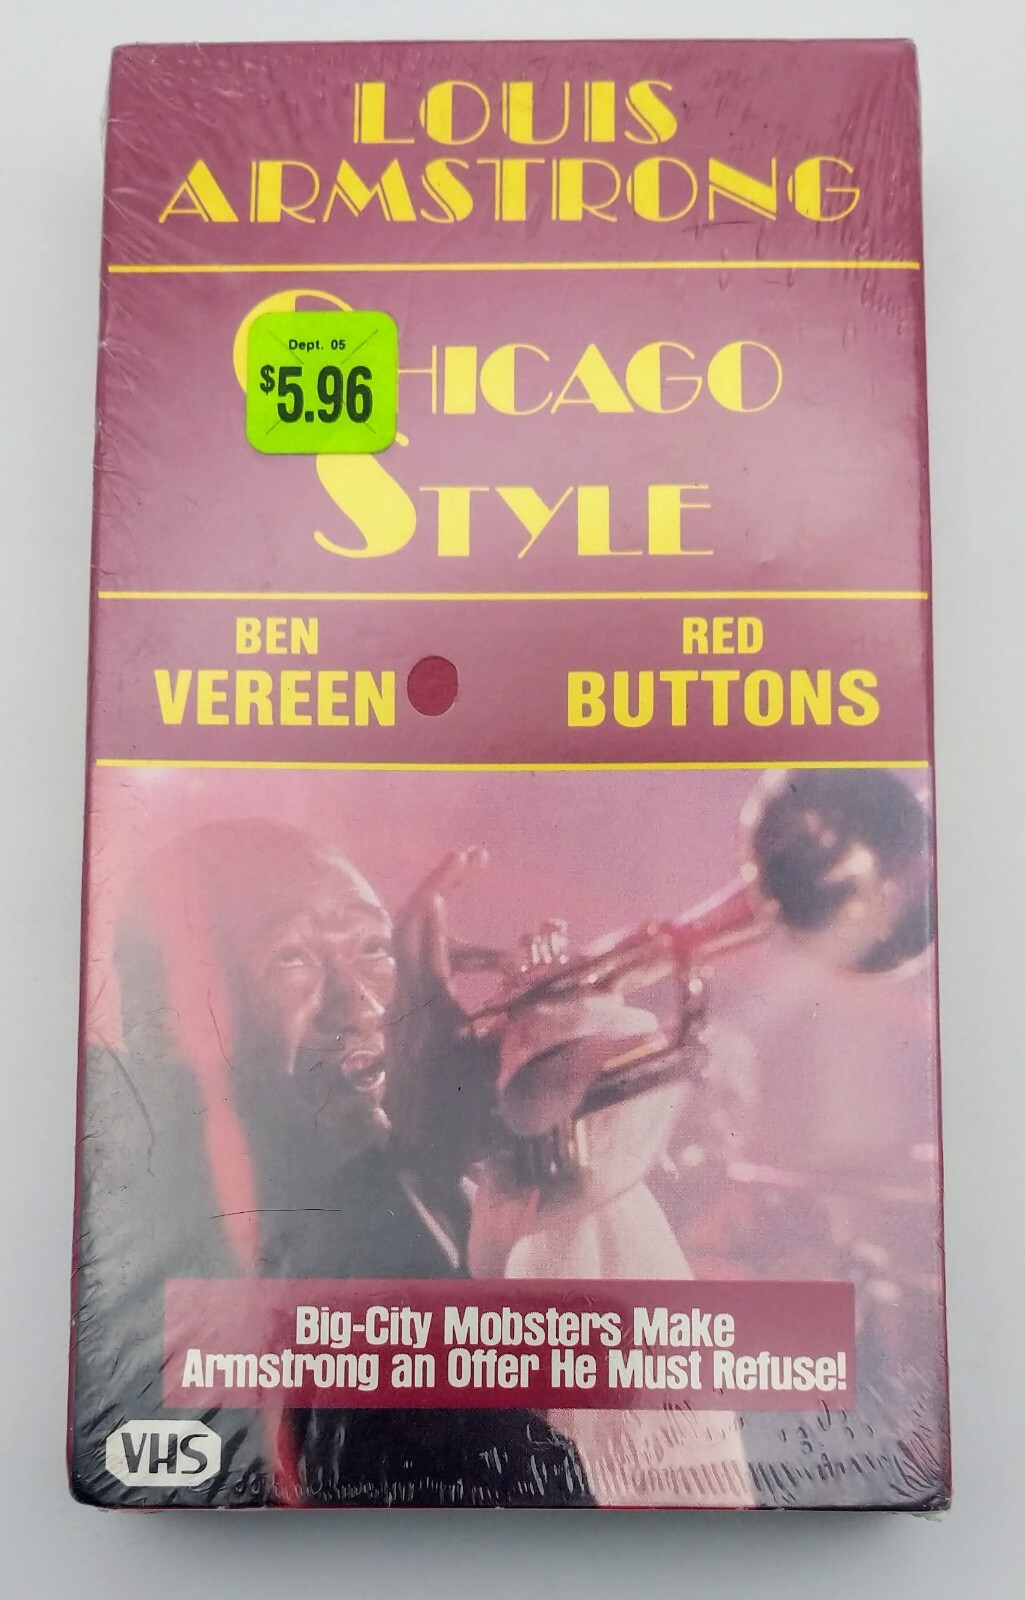 LOUIS
ARMSTRONG
CHICAGO
Dept. 05
$5.96
STYLE
BEN
VEREEN
RED
BUTTONS
Big-City Mobsters Make
Armstrong an Offer He Must Refuse!
VHS